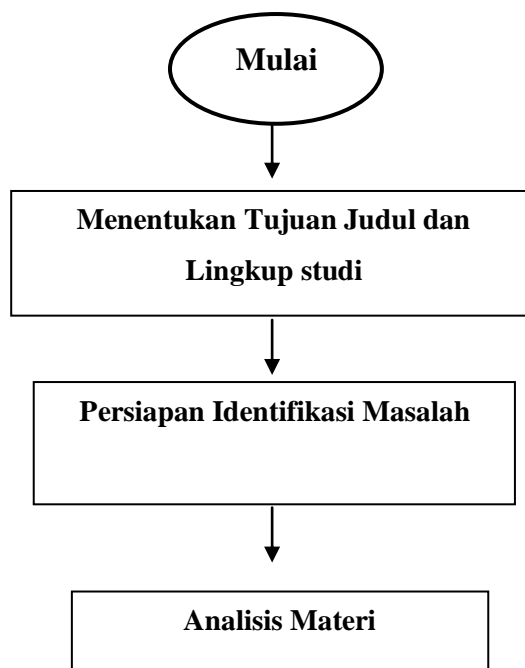 Mulai
Menentukan Tujuan Judul dan
Lingkup studi
Persiapan Identifikasi Masalah
Analisis Materi